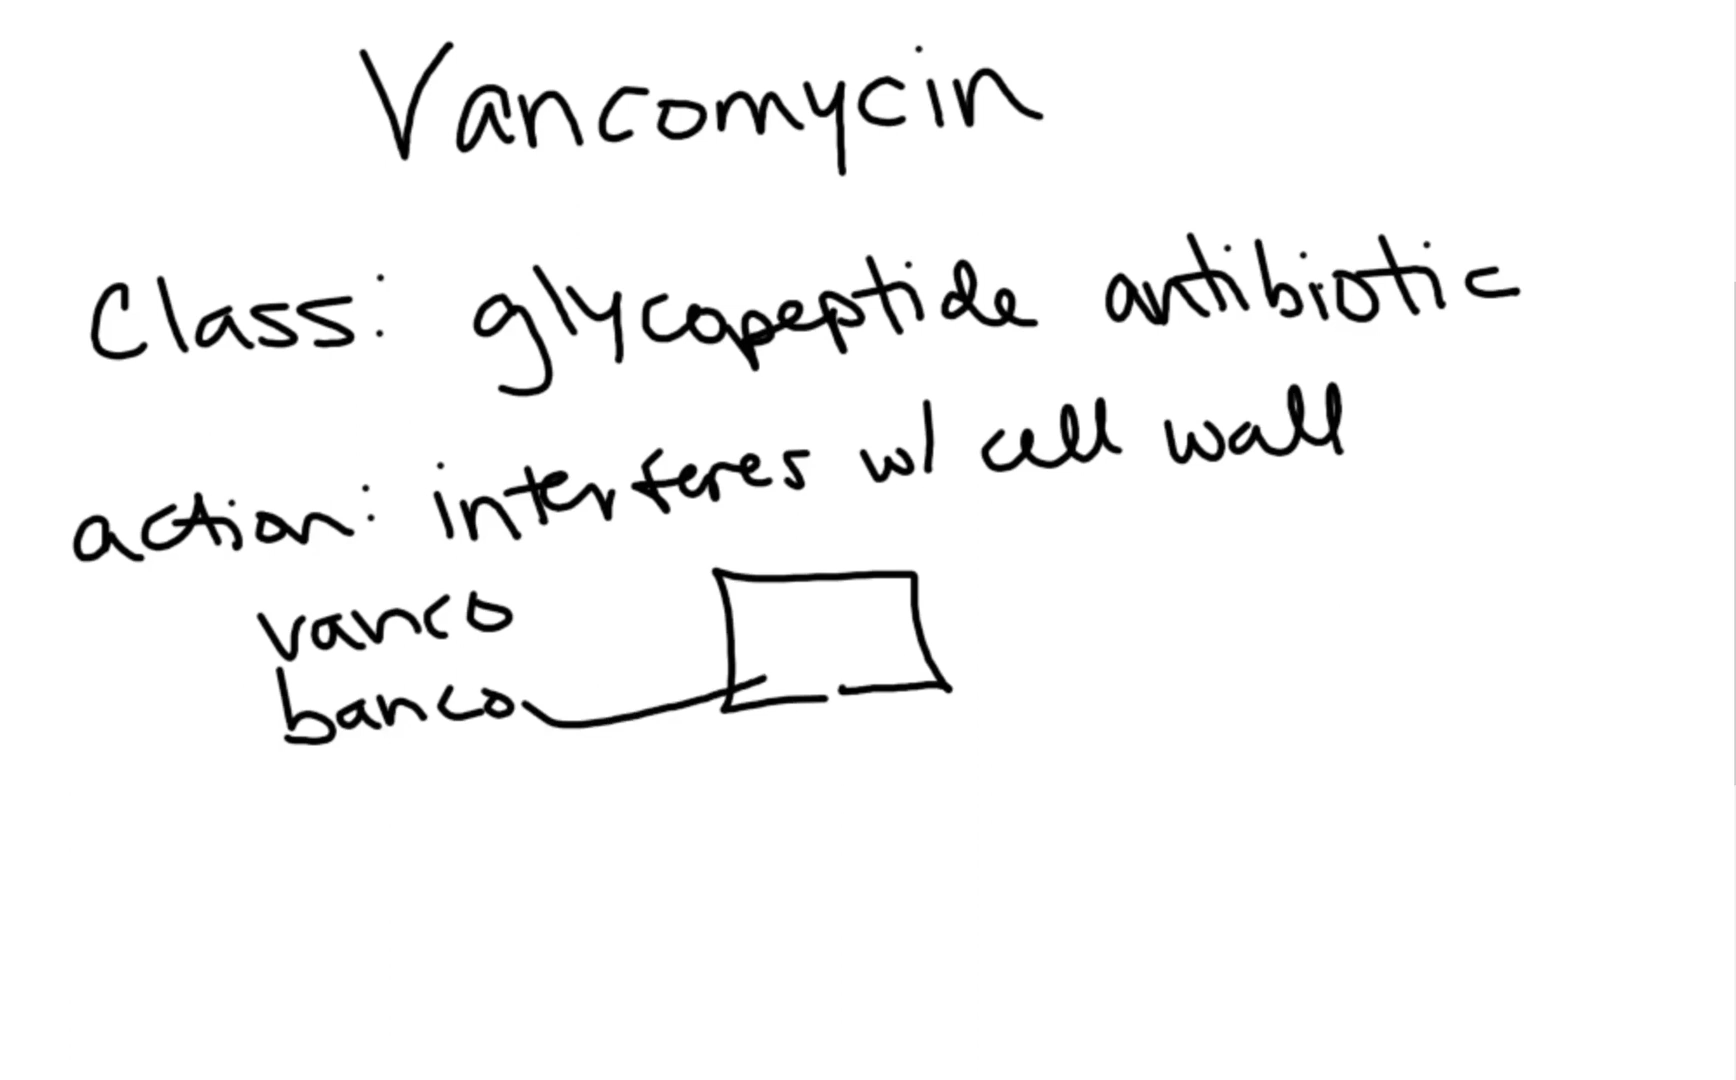 Vancomycin
Class: glycopeptide antibiotic
action: interferes w/ cell wall
vanco
banco